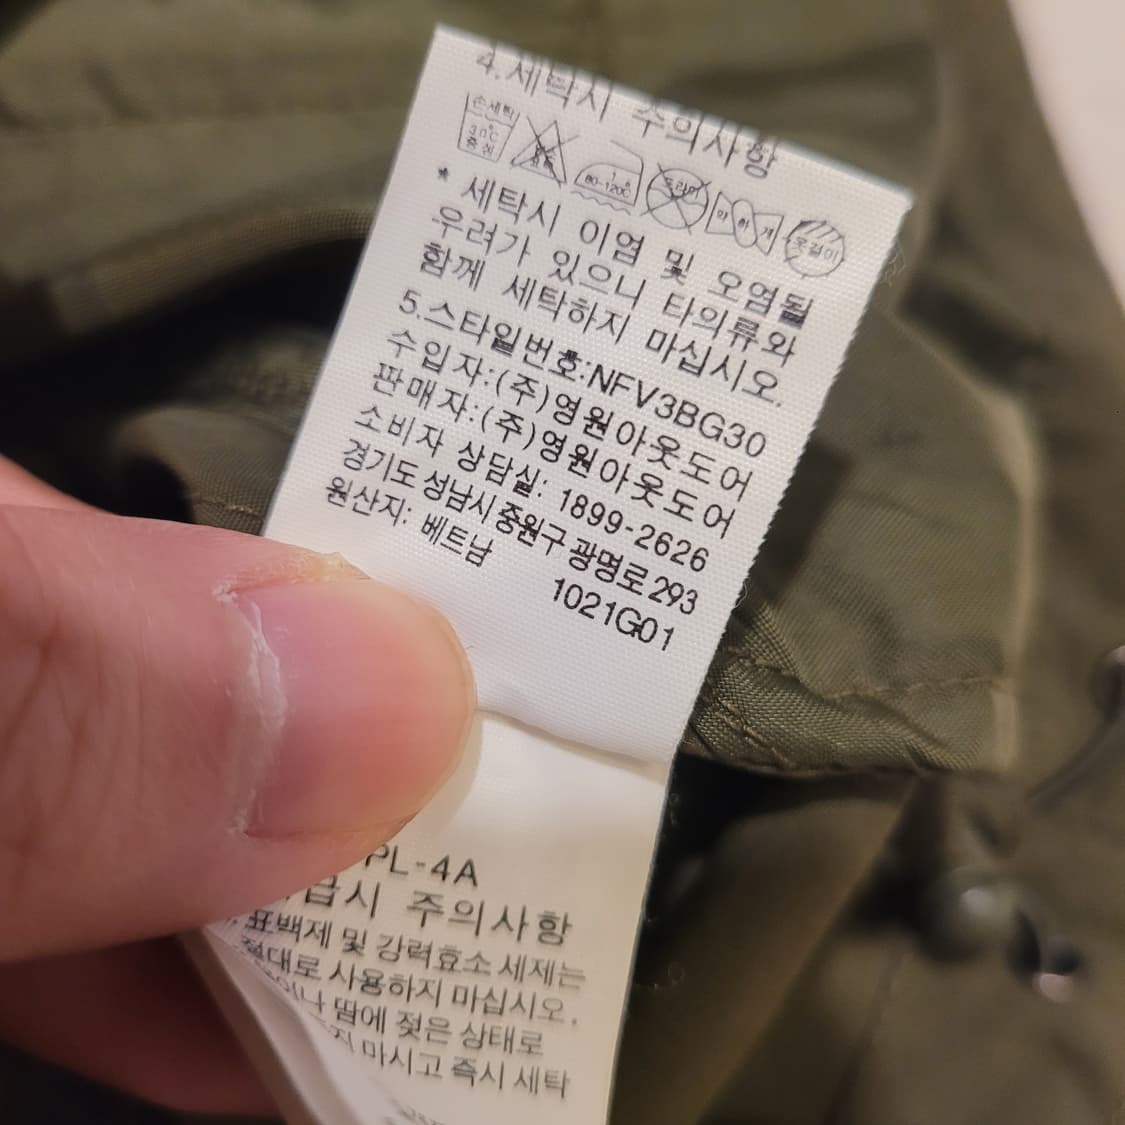 4.세탁시 주의사항
손세탁 30℃ 중성 80-120℃ 드라이 약하게 옷걸이
* 세탁시 이염 및 오염될
우려가 있으니 타의류와
함께 세탁하지 마십시오.
5.스타일번호:NFV3BG30
수입자:(주)영원아웃도어
판매자:(주)영원아웃도어
소비자 상담실: 1899-2626
경기도 성남시 중원구 광명로 293
원산지: 베트남
1021G01
PL-4A
급시 주의사항
표백제 및 강력효소 세제는
절대로 사용하지 마십시오.
땀에 젖은 상태로
마시고 즉시 세탁